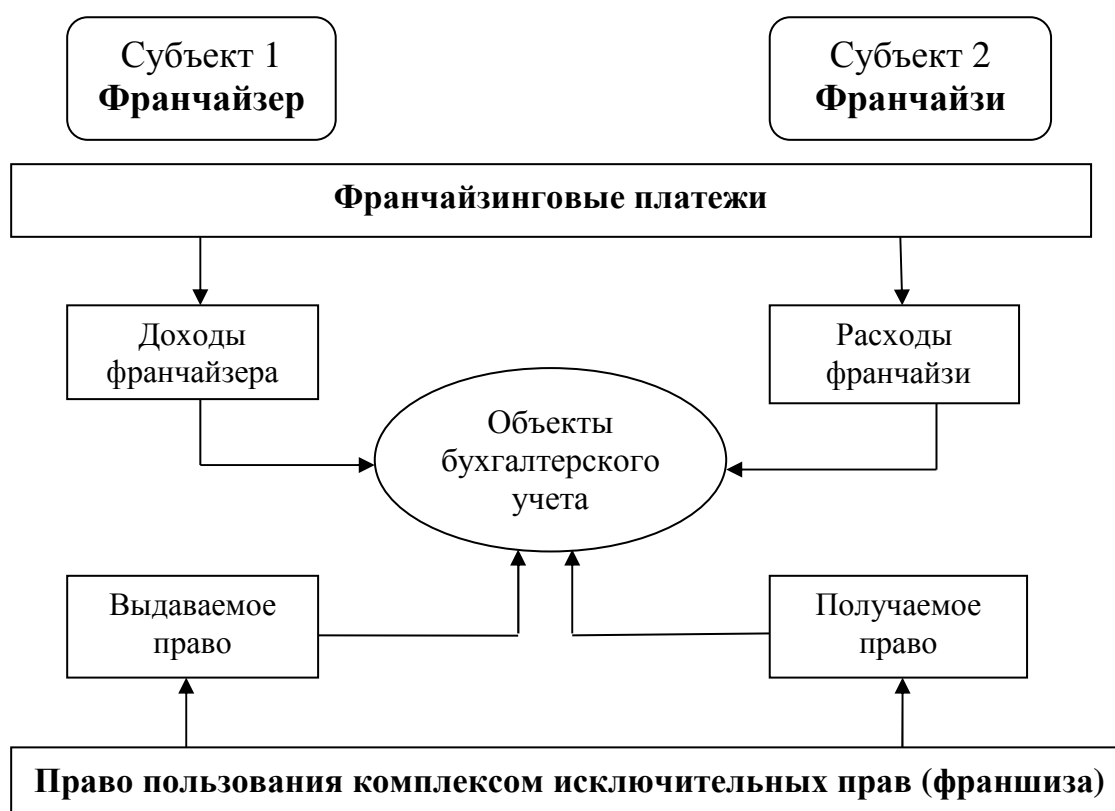 Субъект 1
Франчайзер
Субъект 2
Франчайзи
Франчайзинговые платежи
Доходы
франчайзера
Расходы
франчайзи
Объекты
бухгалтерского
учета
Выдаваемое
право
Получаемое
право
Право пользования комплексом исключительных прав (франшиза)